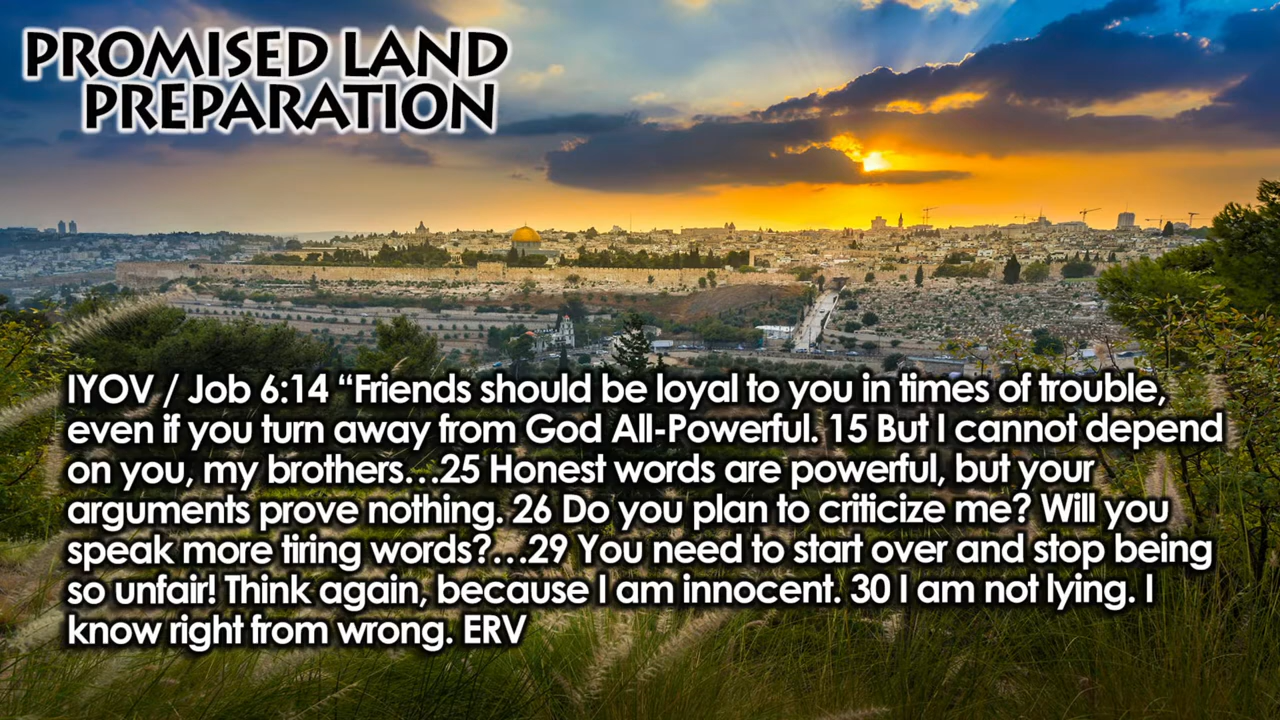 PROMISED LAND
PREPARATION
IYOV / Job 6:14 “Friends should be loyal to you in times of trouble,
even if you turn away from God All-Powerful. 15 But I cannot depend
on you, my brothers…25 Honest words are powerful, but your
arguments prove nothing. 26 Do you plan to criticize me? Will you
speak more tiring words?…29 You need to start over and stop being
so unfair! Think again, because I am innocent. 30 I am not lying. I
know right from wrong. ERV